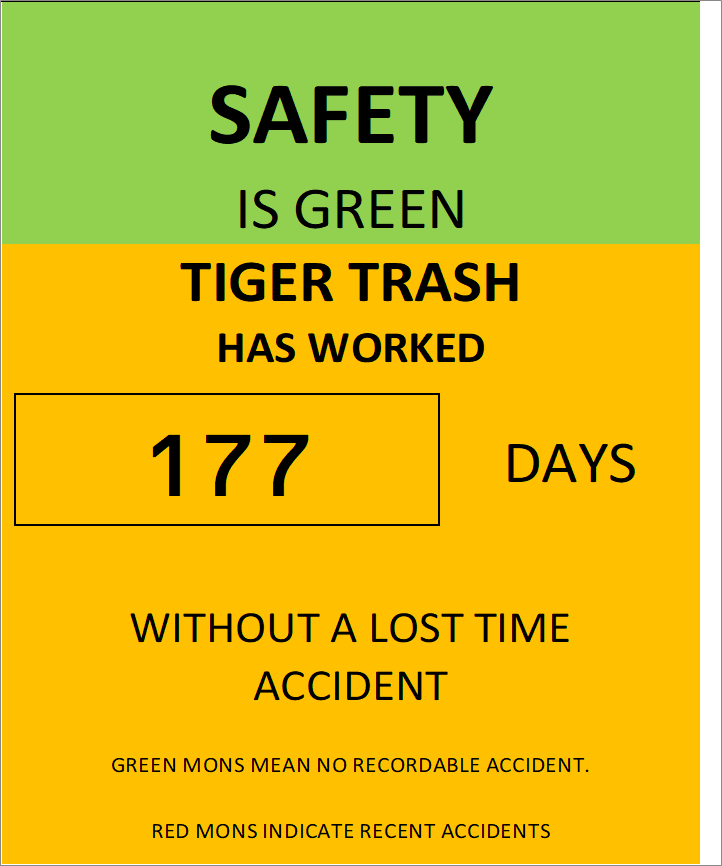 SAFETY
IS GREEN
TIGER TRASH
HAS WORKED
177 DAYS
WITHOUT A LOST TIME
ACCIDENT
GREEN MONS MEAN NO RECORDABLE ACCIDENT.
RED MONS INDICATE RECENT ACCIDENTS